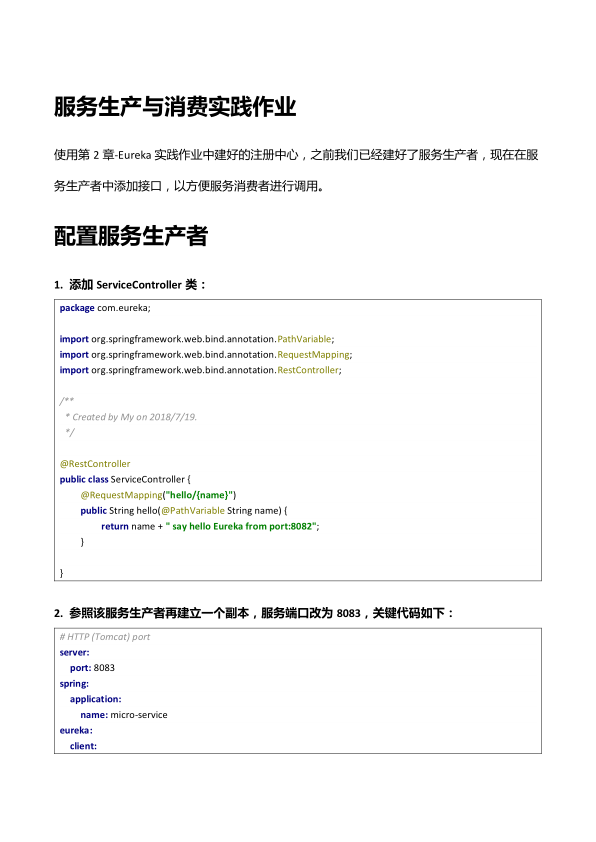 服务生产与消费实践作业
使用第 2 章-Eureka 实践作业中建好的注册中心，之前我们已经建好了服务生产者，现在在服
务生产者中添加接口，以方便服务消费者进行调用。
配置服务生产者
1. 添加 ServiceController 类：
package com.eureka;
import org.springframework.web.bind.annotation.PathVariable;
import org.springframework.web.bind.annotation.RequestMapping;
import org.springframework.web.bind.annotation.RestController;
/**
* Created by My on 2018/7/19.
*/
@RestController
public class ServiceController {
@RequestMapping("hello/{name}")
public String hello(@PathVariable String name) {
return name + " say hello Eureka from port:8082";
}
}
2. 参照该服务生产者再建立一个副本，服务端口改为 8083，关键代码如下：
# HTTP (Tomcat) port
server:
port: 8083
spring:
application:
name: micro-service
eureka:
client: